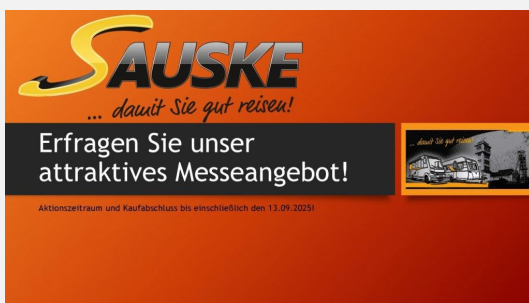 SAUSKE
... damit Sie gut reisen!
Erfragen Sie unser
attraktives Messeangebot!
... damit Sie gut reisen!
Aktionszeitraum und Kaufabschluss bis einschließlich den 13.09.2025!